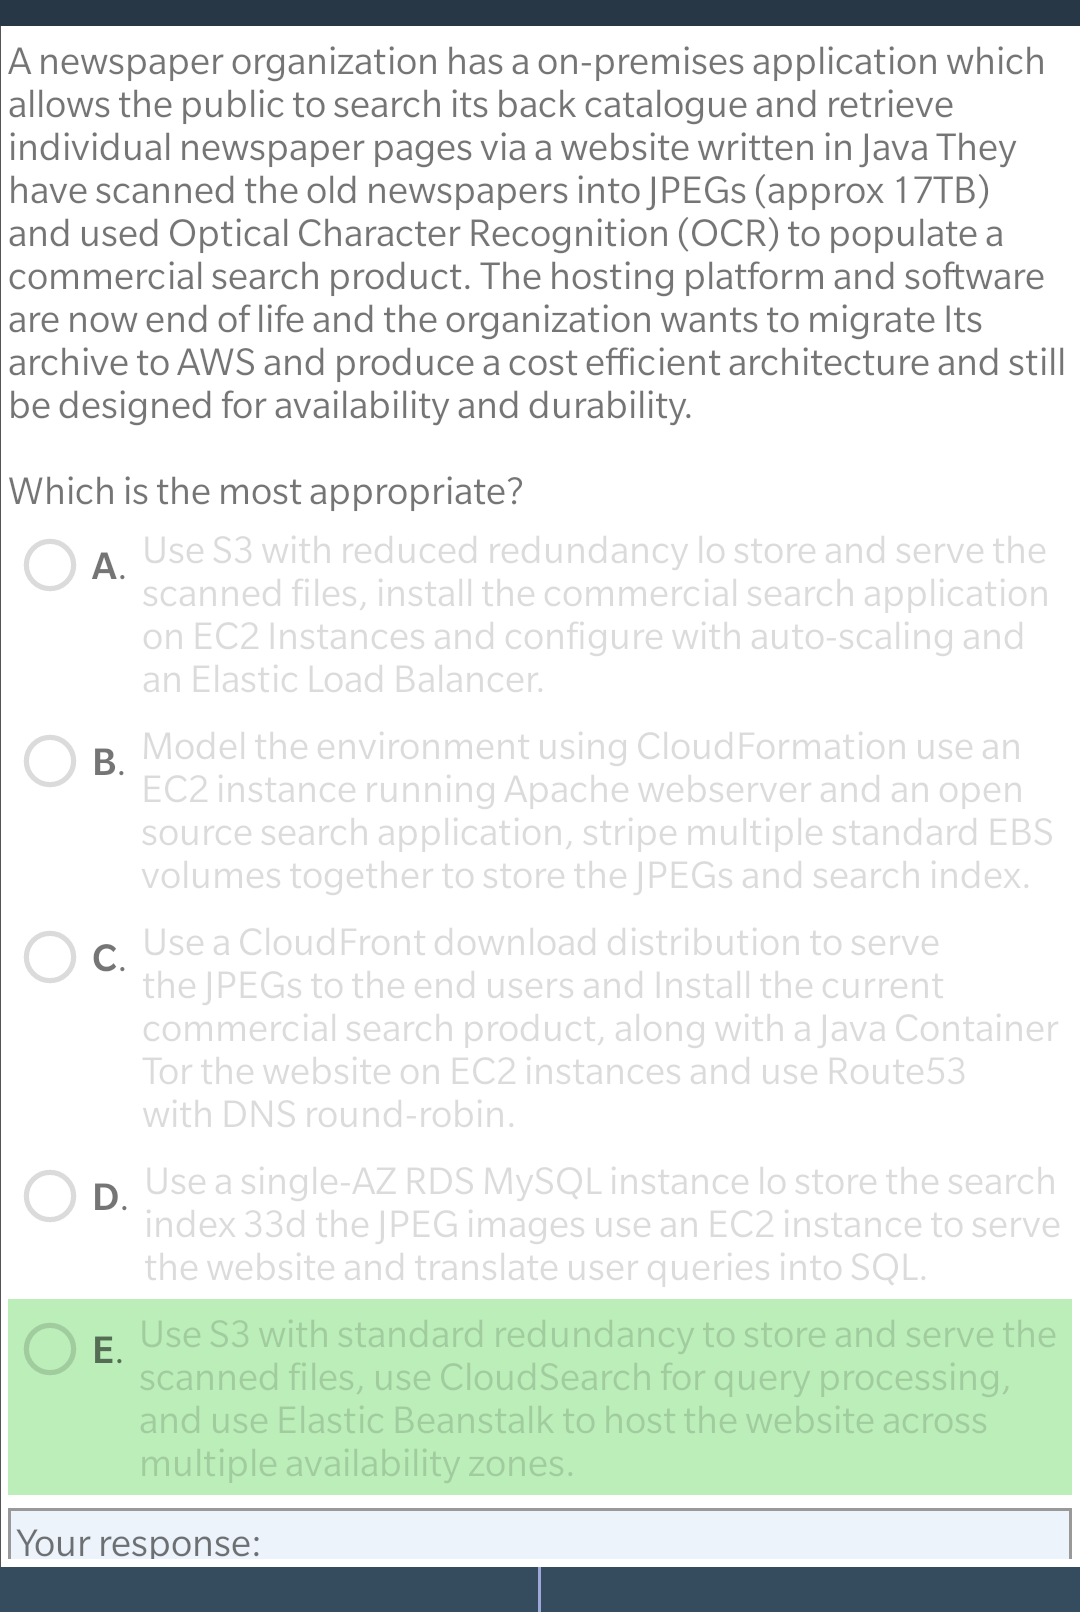 A newspaper organization has a on-premises application which
allows the public to search its back catalogue and retrieve
individual newspaper pages via a website written in Java They
have scanned the old newspapers into JPEGs (approx 17TB)
and used Optical Character Recognition (OCR) to populate a
commercial search product. The hosting platform and software
are now end of life and the organization wants to migrate Its
archive to AWS and produce a cost efficient architecture and still
be designed for availability and durability.
Which is the most appropriate?
A. Use S3 with reduced redundancy lo store and serve the
scanned files, install the commercial search application
on EC2 Instances and configure with auto-scaling and
an Elastic Load Balancer.
B. Model the environment using CloudFormation use an
EC2 instance running Apache webserver and an open
source search application, stripe multiple standard EBS
volumes together to store the JPEGs and search index.
C. Use a CloudFront download distribution to serve
the JPEGs to the end users and Install the current
commercial search product, along with a Java Container
Tor the website on EC2 instances and use Route53
with DNS round-robin.
D. Use a single-AZ RDS MySQL instance lo store the search
index 33d the JPEG images use an EC2 instance to serve
the website and translate user queries into SQL.
E. Use S3 with standard redundancy to store and serve the
scanned files, use CloudSearch for query processing,
and use Elastic Beanstalk to host the website across
multiple availability zones.
Your response: